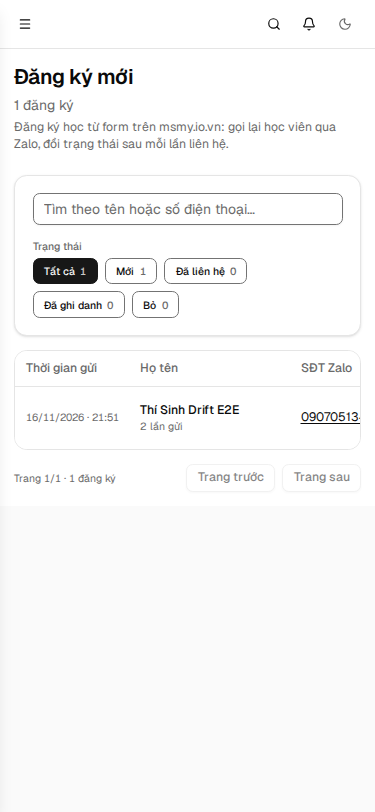 Đăng ký mới
1 đăng ký
Đăng ký học từ form trên msmy.io.vn: gọi lại học viên qua
Zalo, đổi trạng thái sau mỗi lần liên hệ.
Tìm theo tên hoặc số điện thoại...
Trạng thái
Tất cả 1 Mới 1 Đã liên hệ 0
Đã ghi danh 0 Bỏ 0
Thời gian gửi Họ tên SĐT Zalo
16/11/2026 · 21:51 Thí Sinh Drift E2E 09070513
2 lần gửi
Trang 1/1 · 1 đăng ký Trang trước Trang sau